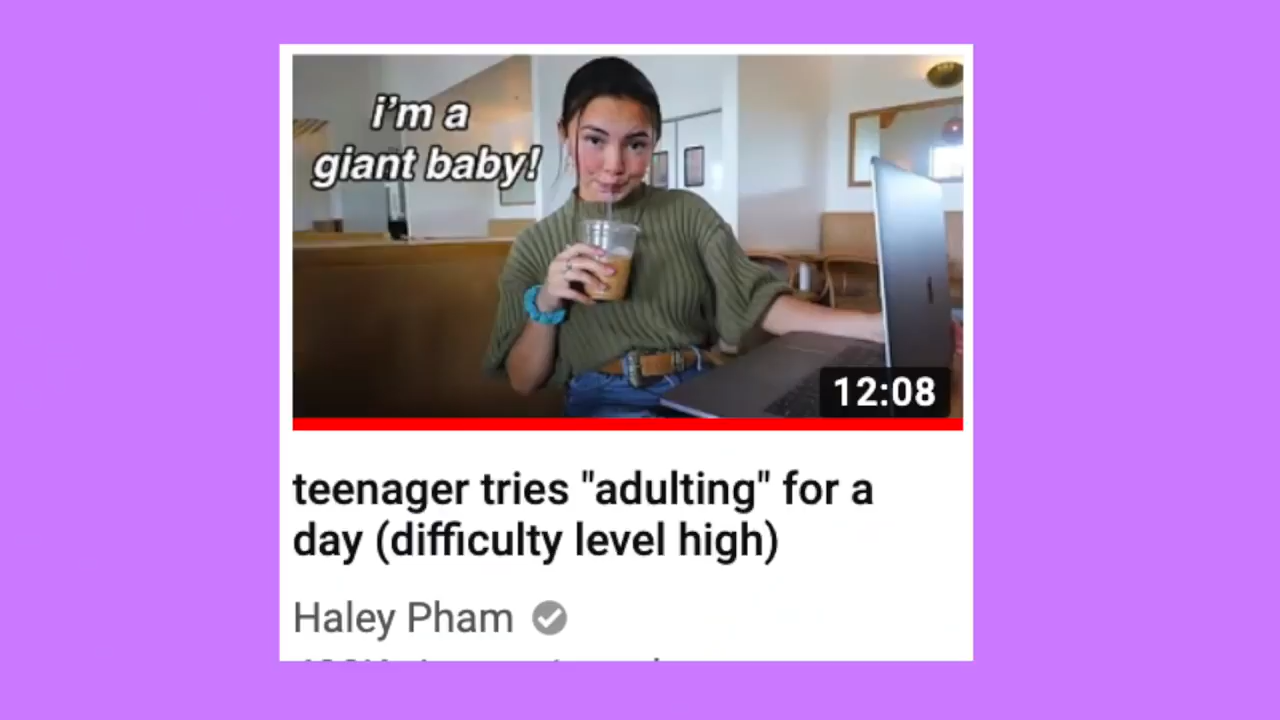 i'm a
giant baby!
12:08
teenager tries "adulting" for a
day (difficulty level high)
Haley Pham